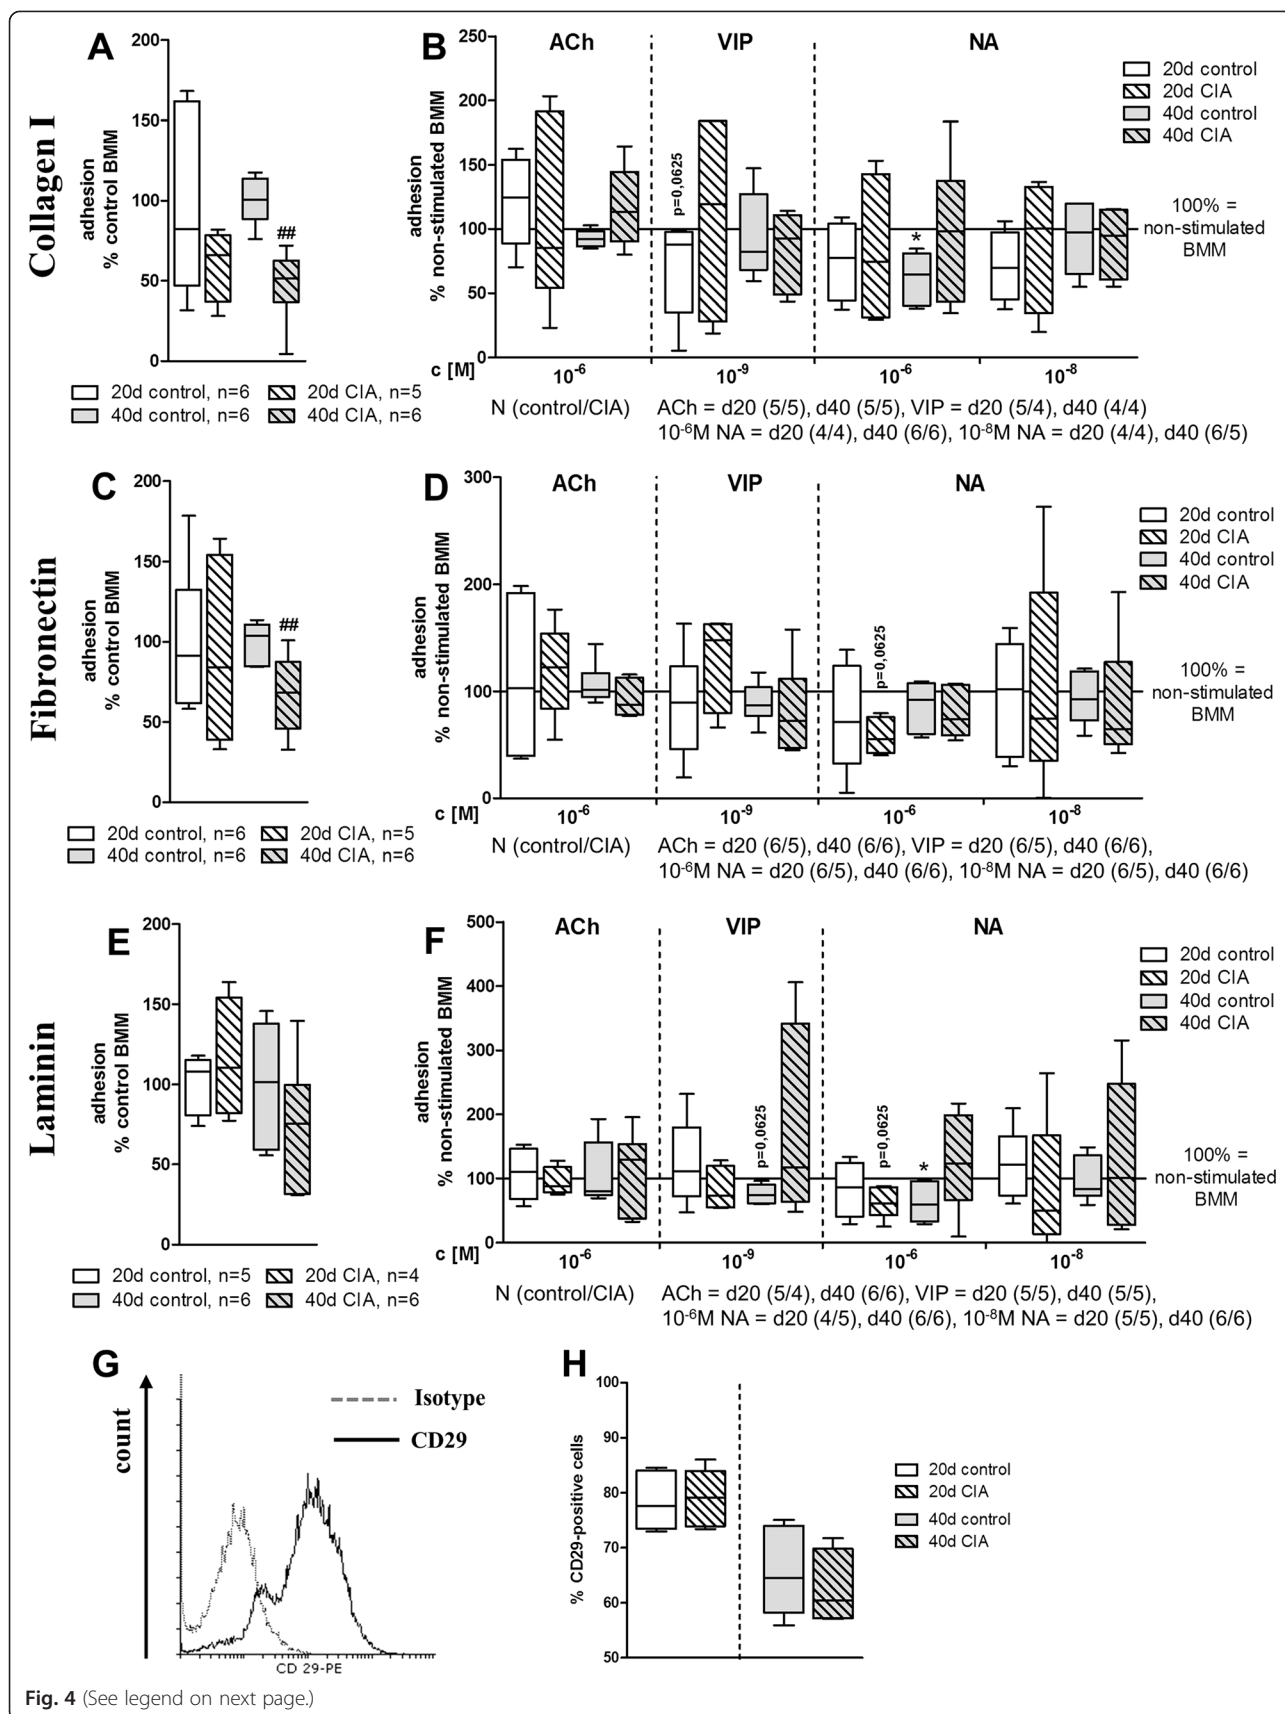 Collagen I
A
adhesion
% control BMM
200
150
100
50
0
##
20d control, n=6
20d CIA, n=5
40d control, n=6
40d CIA, n=6
B
ACh
VIP
NA
adhesion
% non-stimulated BMM
250
200
150
100
50
0
p=0,0625
*
20d control
20d CIA
40d control
40d CIA
100% =
non-stimulated
BMM
c [M]
10-6
10-9
10-6
10-8
N (control/CIA)
ACh = d20 (5/5), d40 (5/5), VIP = d20 (5/4), d40 (4/4)
10-6M NA = d20 (4/4), d40 (6/6), 10-8M NA = d20 (4/4), d40 (6/5)
Fibronectin
C
adhesion
% control BMM
200
150
100
50
0
##
20d control, n=6
20d CIA, n=5
40d control, n=6
40d CIA, n=6
D
ACh
VIP
NA
adhesion
% non-stimulated BMM
300
200
100
0
p=0,0625
20d control
20d CIA
40d control
40d CIA
100% =
non-stimulated
BMM
c [M]
10-6
10-9
10-6
10-8
N (control/CIA)
ACh = d20 (6/5), d40 (6/6), VIP = d20 (6/5), d40 (6/6),
10-6M NA = d20 (6/5), d40 (6/6), 10-8M NA = d20 (6/5), d40 (6/6)
Laminin
E
adhesion
% control BMM
200
150
100
50
0
20d control, n=5
20d CIA, n=4
40d control, n=6
40d CIA, n=6
F
ACh
VIP
NA
adhesion
% non-stimulated BMM
500
400
300
200
100
0
p=0,0625
p=0,0625
*
20d control
20d CIA
40d control
40d CIA
100% =
non-stimulated
BMM
c [M]
10-6
10-9
10-6
10-8
N (control/CIA)
ACh = d20 (5/4), d40 (6/6), VIP = d20 (5/5), d40 (5/5),
10-6M NA = d20 (4/5), d40 (6/6), 10-8M NA = d20 (5/5), d40 (6/6)
G
count
Isotype
CD29
CD 29-PE
H
% CD29-positive cells
100
90
80
70
60
50
20d control
20d CIA
40d control
40d CIA
Fig. 4 (See legend on next page.)